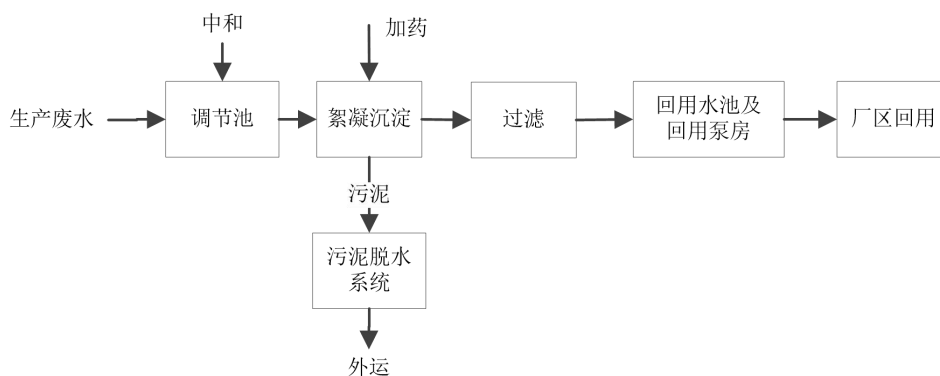 中和
加药
生产废水
调节池
絮凝沉淀
过滤
回用水池及
回用泵房
厂区回用
污泥
污泥脱水
系统
外运